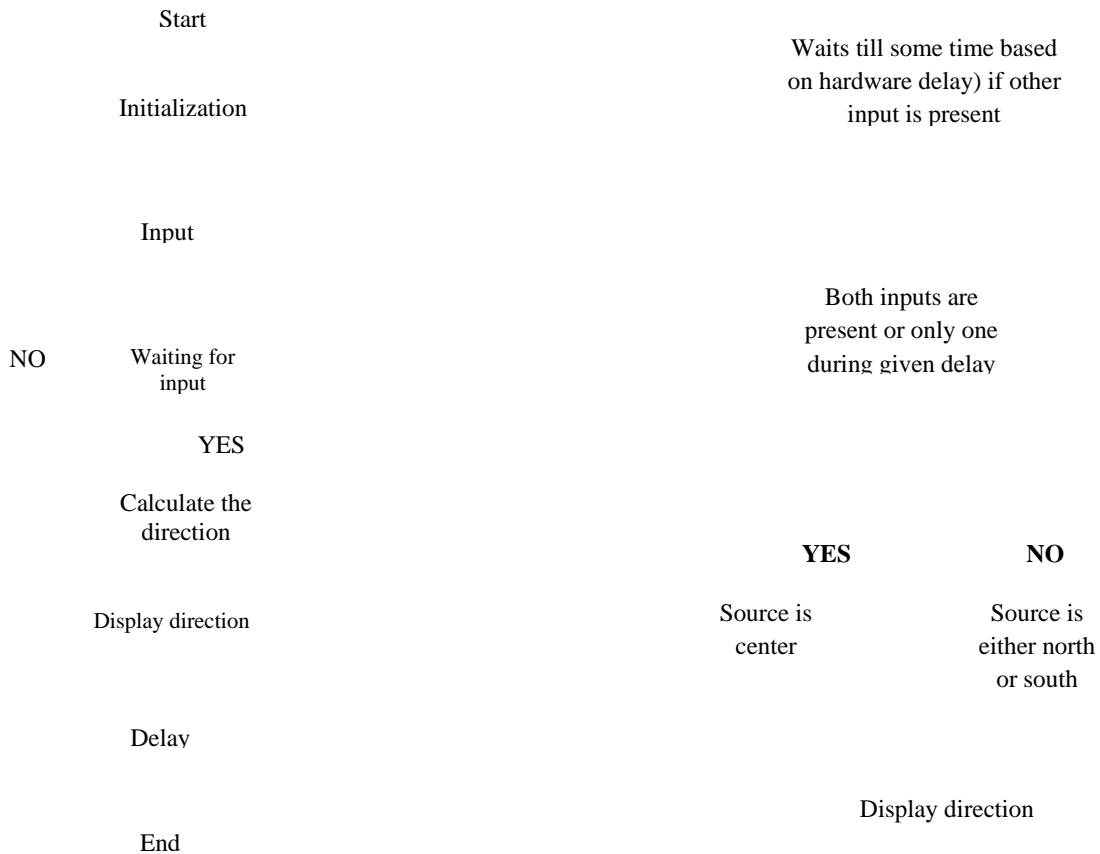 Start
Initialization
Input
NO
Waiting for
input
YES
Calculate the
direction
Display direction
Delay
End
Waits till some time based
on hardware delay) if other
input is present
Both inputs are
present or only one
during given delay
YES
NO
Source is
center
Source is
either north
or south
Display direction